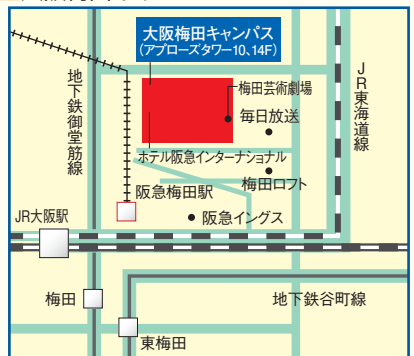 大阪梅田キャンパス
(アプローズタワー10、14F)
地下鉄御堂筋線
梅田芸術劇場
毎日放送
JR東海道線
ホテル阪急インターナショナル
阪急梅田駅
梅田ロフト
JR大阪駅
阪急イングス
梅田
地下鉄谷町線
東梅田